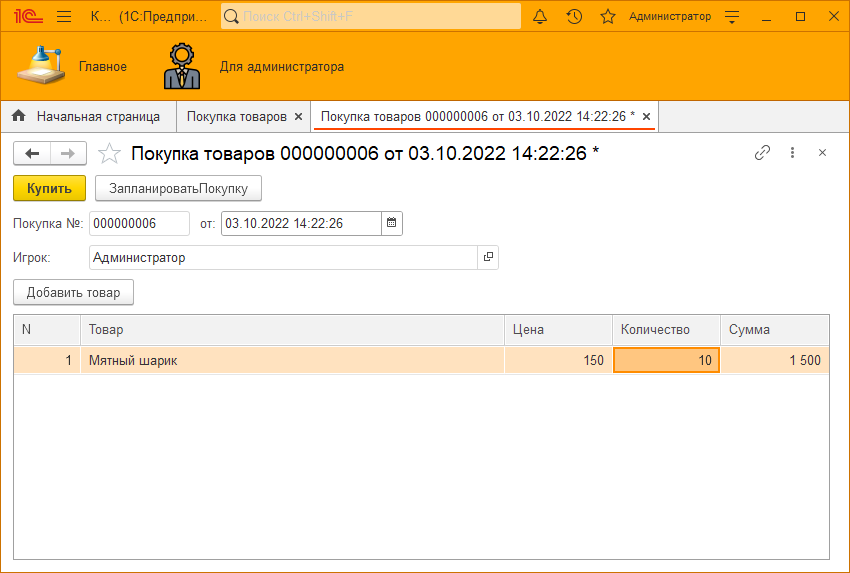 1С К... (1С:Предпри... Поиск Ctrl+Shift+F Администратор
Главное Для администратора
Начальная страница Покупка товаров × Покупка товаров 000000006 от 03.10.2022 14:22:26 * ×
Покупка товаров 000000006 от 03.10.2022 14:22:26 *
Купить ЗапланироватьПокупку
Покупка №: 000000006 от: 03.10.2022 14:22:26
Игрок: Администратор
Добавить товар
N Товар Цена Количество Сумма
1 Мятный шарик 150 10 1 500